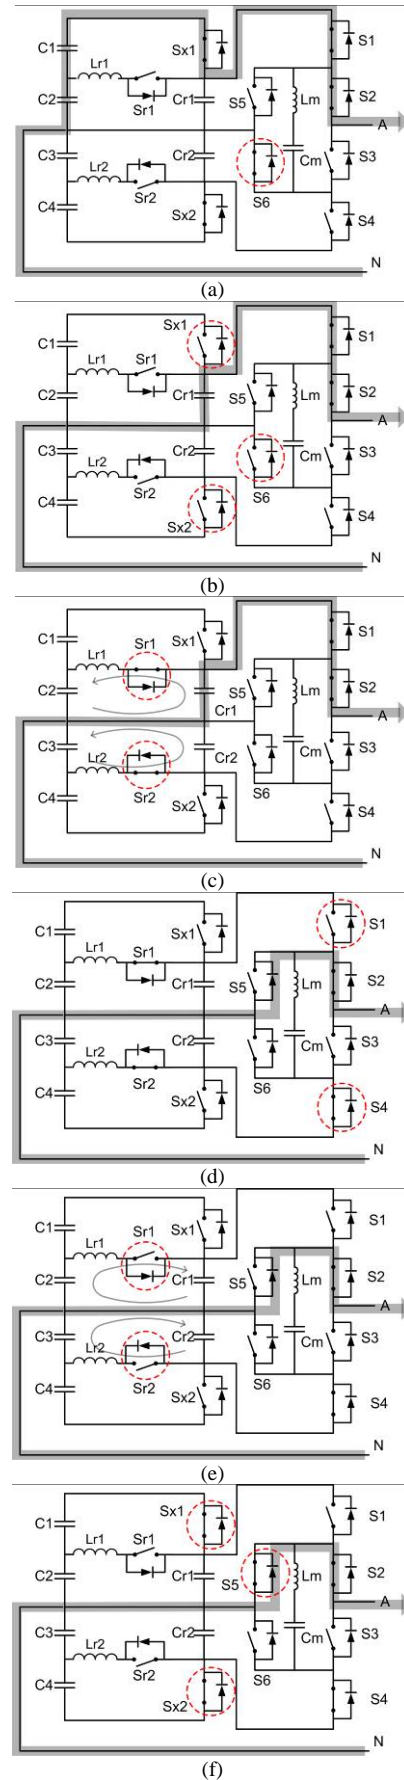 C1 Sx1 S1
Lr1
C2 Sr1 Cr1 S5 Lm S2
A
C3 Cr2 Cm S3
Lr2
C4 Sr2 Sx2 S6 S4
N
(a)
Sx1
C1 S1
Lr1 Sr1
C2 Cr1 S5 Lm S2
A
C3 Cr2 Cm S3
Lr2
C4 Sr2 S6
Sx2 S4
N
(b)
C1 Sr1 Sx1 S1
Lr1
C2 S5 Lm S2
Cr1 A
C3 Cr2 Cm S3
Lr2
C4 Sr2 Sx2 S6 S4
N
(c)
C1 Sx1 S1
Lr1 Sr1
C2 Cr1 S5 Lm S2
A
C3 Cr2 Cm S3
Lr2 S6
C4 Sr2 Sx2 S4
N
(d)
C1 Sr1 Sx1 S1
Lr1
C2 Cr1 S5 Lm S2
A
C3 Cr2 Cm S3
Lr2
C4 Sr2 Sx2 S6 S4
N
(e)
Sx1
C1 S1
Lr1 Sr1
C2 Cr1 S5 Lm S2
A
C3 Cr2 Cm S3
Lr2
C4 Sr2 S6
Sx2 S4
N
(f)